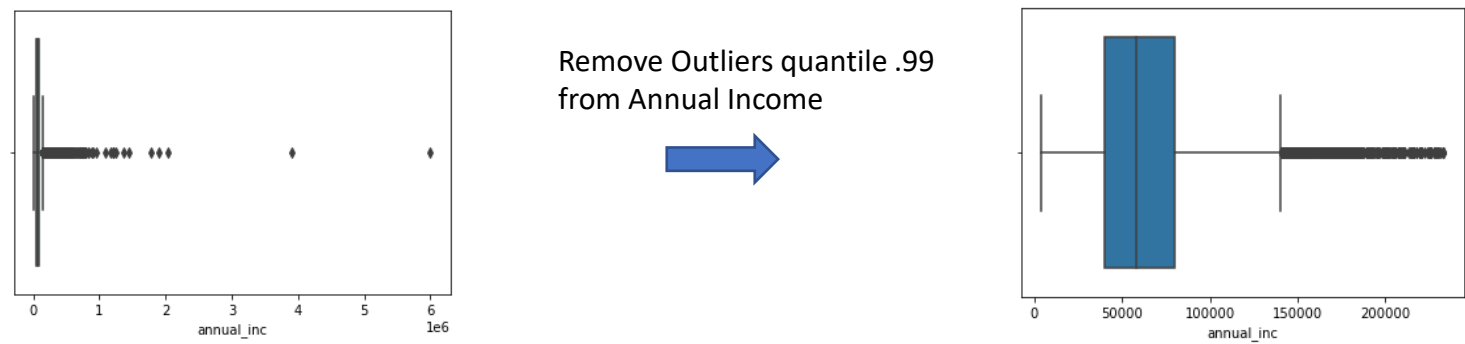 Remove Outliers quantile .99
from Annual Income
0 1 2 3 4 5 6
1e6
annual_inc
0 50000 100000 150000 200000
annual_inc